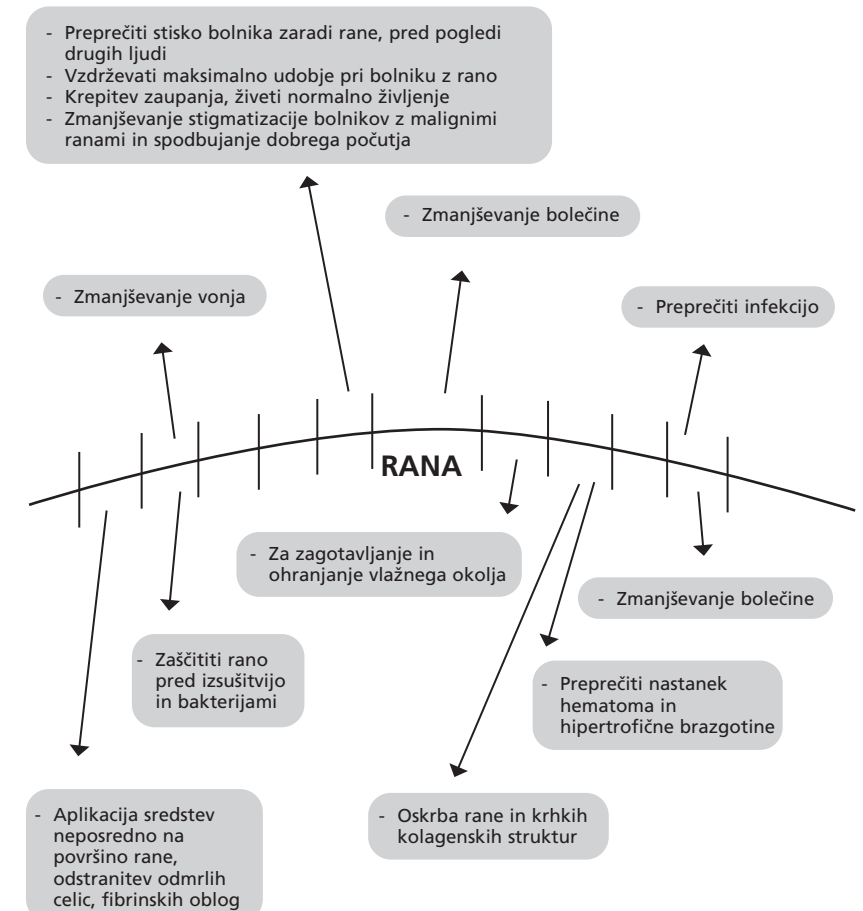 - Preprečiti stisko bolnika zaradi rane, pred pogledi
drugih ljudi
- Vzdrževati maksimalno udobje pri bolniku z rano
- Krepitev zaupanja, živeti normalno življenje
- Zmanjševanje stigmatizacije bolnikov z malignimi
ranami in spodbujanje dobrega počutja
- Zmanjševanje bolečine
- Zmanjševanje vonja
- Preprečiti infekcijo
RANA
- Za zagotavljanje in
ohranjanje vlažnega okolja
- Zmanjševanje bolečine
- Zaščititi rano
pred izsušitvijo
in bakterijami
- Preprečiti nastanek
hematoma in
hipertrofične brazgotine
- Aplikacija sredstev
neposredno na
površino rane,
odstranitev odmrlih
celic, fibrinskih oblog
- Oskrba rane in krhkih
kolagenskih struktur